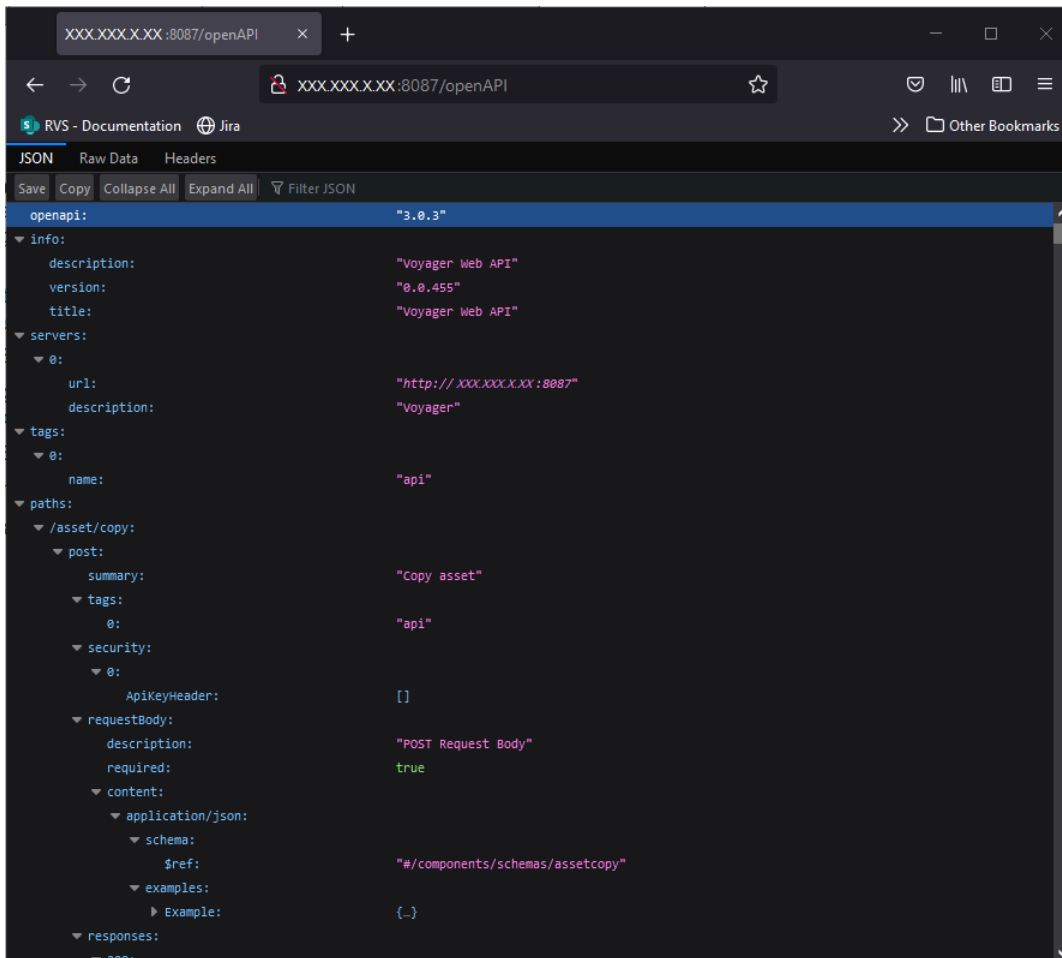 XXX.XXX.X.XX :8087/openAPI
XXX.XXX.X.XX:8087/openAPI
RVS - Documentation Jira Other Bookmarks
JSON Raw Data Headers
Save Copy Collapse All Expand All Filter JSON
openapi: "3.0.3"
info:
description: "Voyager Web API"
version: "0.0.455"
title: "Voyager Web API"
servers:
0:
url: "http:// XXX.XXX.X.XX :8087"
description: "Voyager"
tags:
0:
name: "api"
paths:
/asset/copy:
post:
summary: "Copy asset"
tags:
0: "api"
security:
0:
ApiKeyHeader: []
requestBody:
description: "POST Request Body"
required: true
content:
application/json:
schema:
$ref: "#/components/schemas/assetcopy"
examples:
Example: {…}
responses: